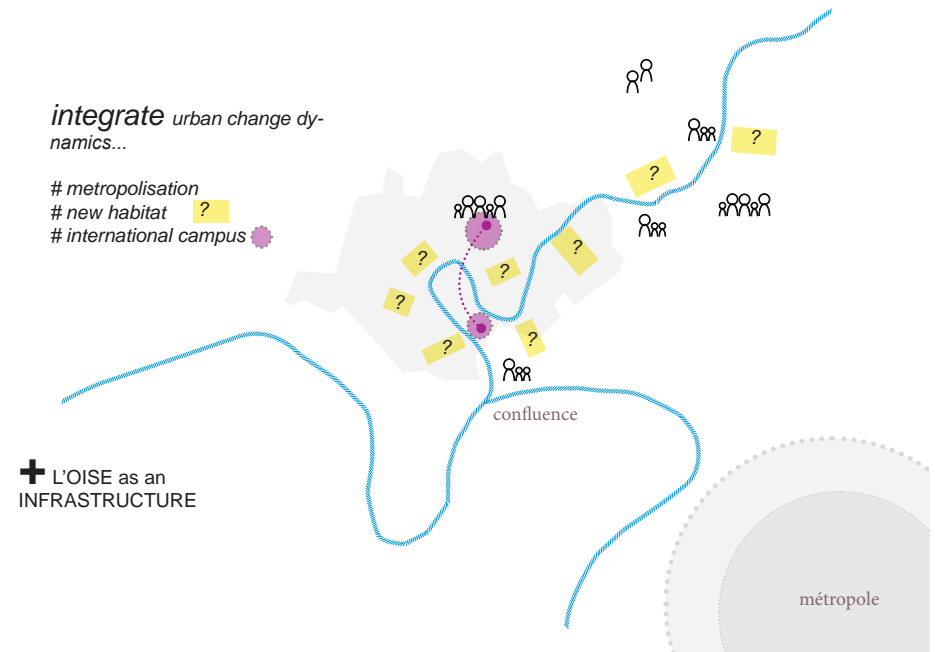 integrate urban change dy-
namics...
# metropolisation
# new habitat ?
# international campus
?
?
?
?
?
?
?
?
confluence
✚ L'OISE as an
INFRASTRUCTURE
métropole